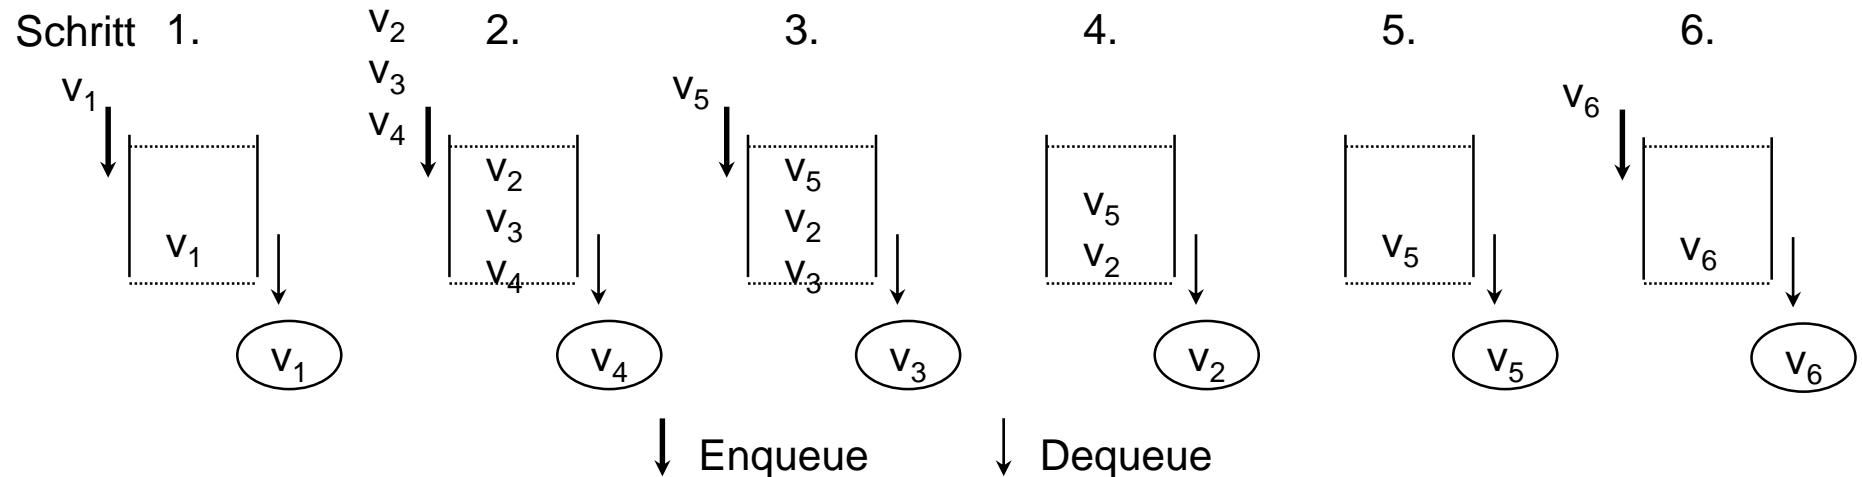 Schritt 1. 2. 3. 4. 5. 6.
v₁
v₂
v₃
v₄
v₅
v₆
v₁
v₂
v₃
v₄
v₅
v₂
v₃
v₅
v₂
v₅
v₆
v₁ v₄ v₃ v₂ v₅ v₆
Enqueue Dequeue